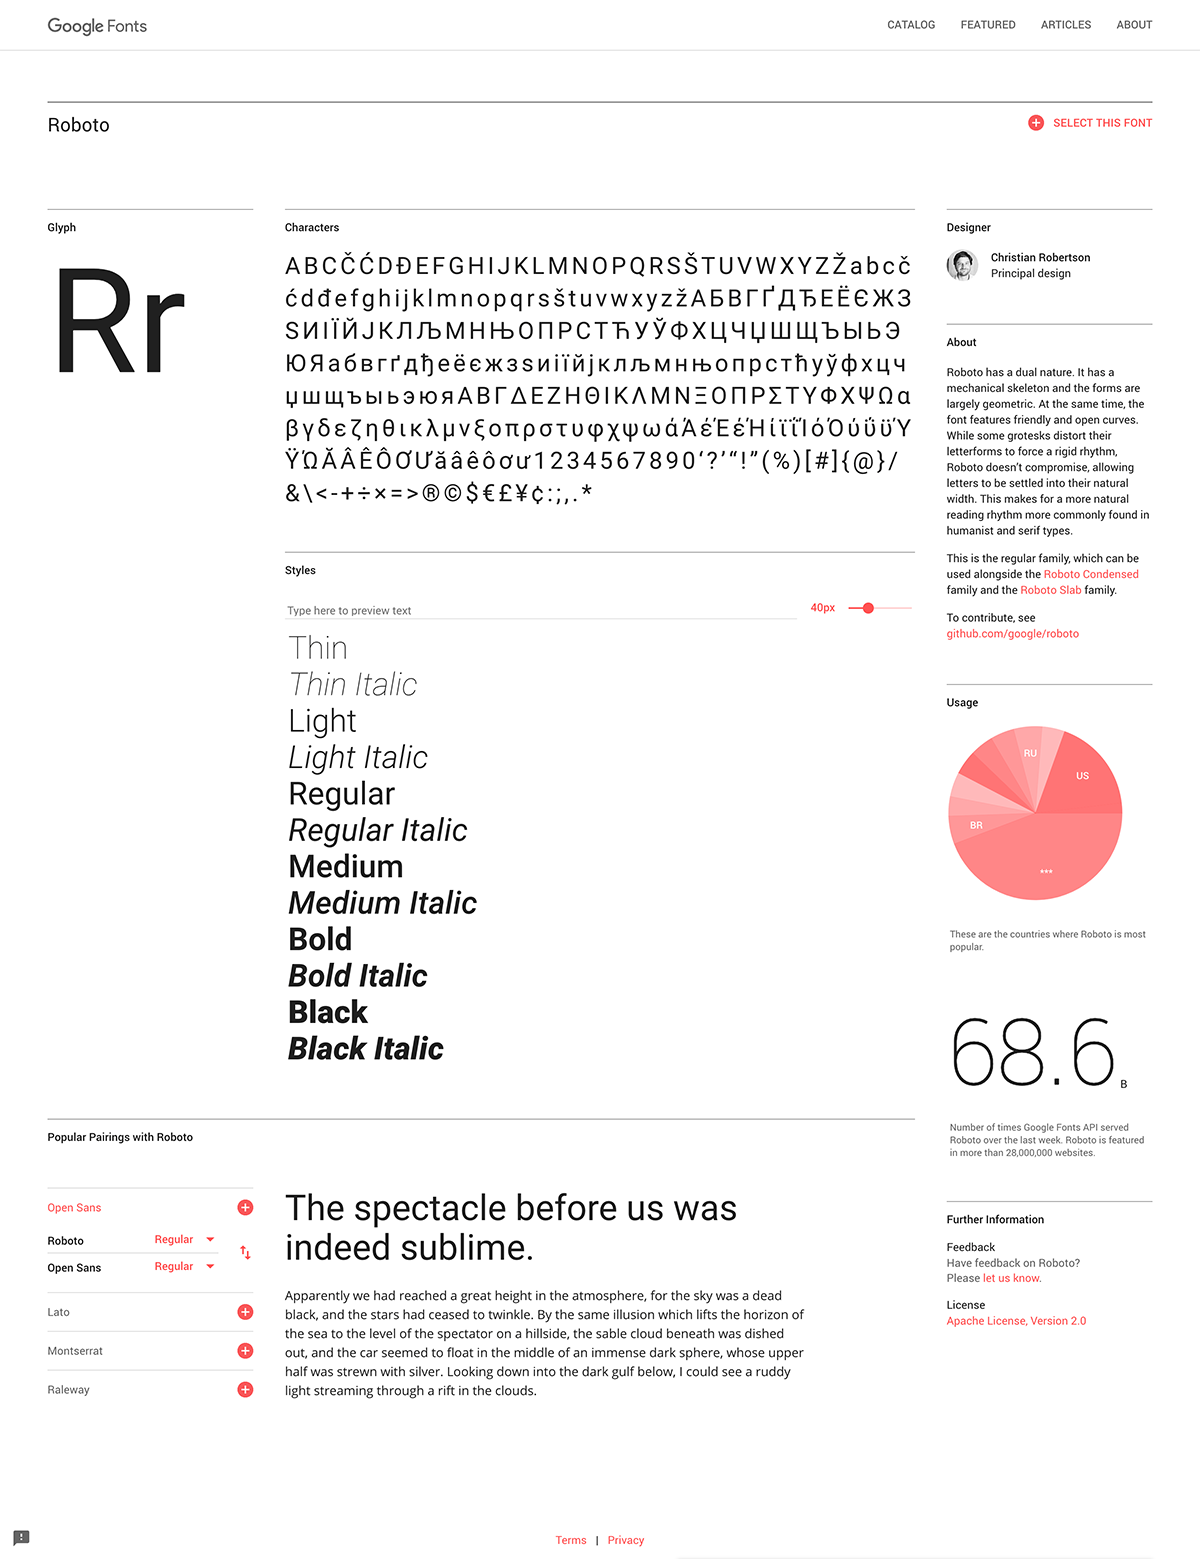 Google Fonts
CATALOG FEATURED ARTICLES ABOUT
Roboto
SELECT THIS FONT
Glyph
Rr
Characters
ABCČĆDĐEFGHIJKLMNOPQRSŠTUVWXYZŽabcč
ćdđefghijklmnopqrsštuvwxyzžАБВГҐДЂЕЁЄЖЗ
ЅИІЇЙЈКЛЉМНЊОПРСТЋУЎФХЦЧЏШЩЪЫЬЭ
ЮЯабвгґдђеёєжзѕиіїйјклљмнњопрстћуўфхцч
џшщъыьэюяΑΒΓΔΕΖΗΘΙΚΛΜΝΞΟΠΡΣΤΥΦΧΨΩα
βγδεζηθικλμνξοπρστυφχψωάΆέΈέΉίϊΐΊόΌύΰϋΎ
ΫΏĂÂÊÔƠƯăâêôơư1234567890‘?’“!”(%)[#]{@}/
&\<-+÷×=>®©$€£¥¢:;,.*
Styles
Type here to preview text
40px
Thin
Thin Italic
Light
Light Italic
Regular
Regular Italic
Medium
Medium Italic
Bold
Bold Italic
Black
Black Italic
Designer
Christian Robertson
Principal design
About
Roboto has a dual nature. It has a
mechanical skeleton and the forms are
largely geometric. At the same time, the
font features friendly and open curves.
While some grotesks distort their
letterforms to force a rigid rhythm,
Roboto doesn’t compromise, allowing
letters to be settled into their natural
width. This makes for a more natural
reading rhythm more commonly found in
humanist and serif types.
This is the regular family, which can be
used alongside the Roboto Condensed
family and the Roboto Slab family.
To contribute, see
github.com/google/roboto
Usage
RU
US
BR
***
These are the countries where Roboto is most
popular.
68.6 B
Number of times Google Fonts API served
Roboto over the last week. Roboto is featured
in more than 28,000,000 websites.
Popular Pairings with Roboto
Open Sans
Roboto Regular
Open Sans Regular
Lato
Montserrat
Raleway
The spectacle before us was
indeed sublime.
Apparently we had reached a great height in the atmosphere, for the sky was a dead
black, and the stars had ceased to twinkle. By the same illusion which lifts the horizon of
the sea to the level of the spectator on a hillside, the sable cloud beneath was dished
out, and the car seemed to float in the middle of an immense dark sphere, whose upper
half was strewn with silver. Looking down into the dark gulf below, I could see a ruddy
light streaming through a rift in the clouds.
Further Information
Feedback
Have feedback on Roboto?
Please let us know.
License
Apache License, Version 2.0
Terms | Privacy